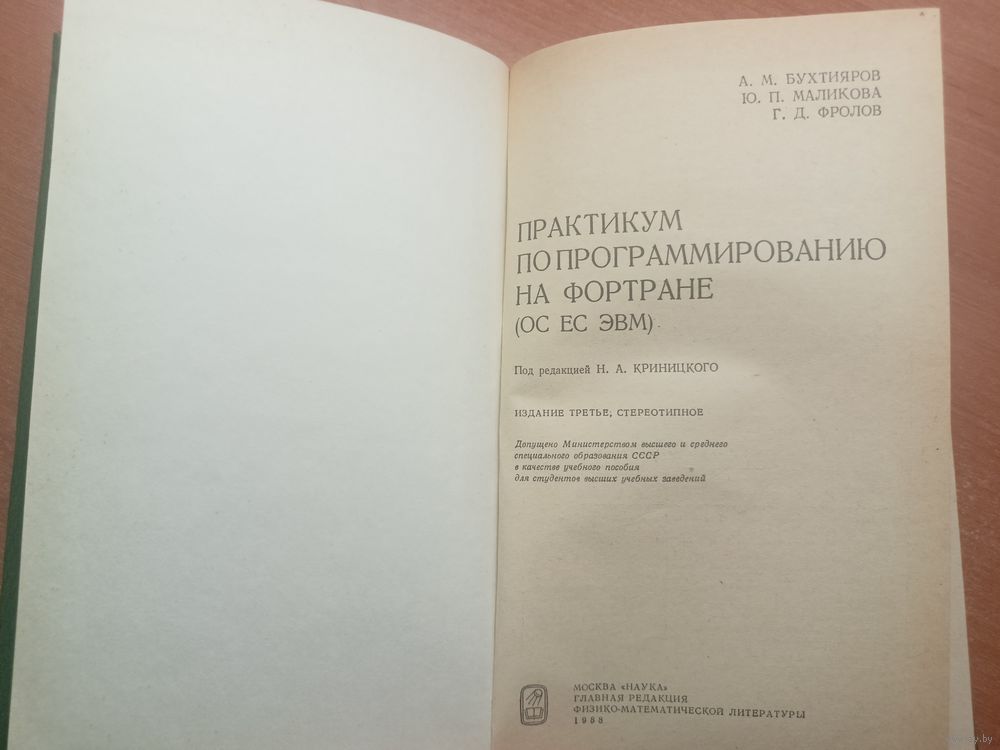 А. М. БУХТИЯРОВ
Ю. П. МАЛИКОВА
Г. Д. ФРОЛОВ
ПРАКТИКУМ
ПО ПРОГРАММИРОВАНИЮ
НА ФОРТРАНЕ
(ОС ЕС ЭВМ)
Под редакцией Н. А. КРИНИЦКОГО
ИЗДАНИЕ ТРЕТЬЕ, СТЕРЕОТИПНОЕ
Допущено Министерством высшего и среднего
специального образования СССР
в качестве учебного пособия
для студентов высших учебных заведений
МОСКВА «НАУКА»
ГЛАВНАЯ РЕДАКЦИЯ
ФИЗИКО-МАТЕМАТИЧЕСКОЙ ЛИТЕРАТУРЫ
1988